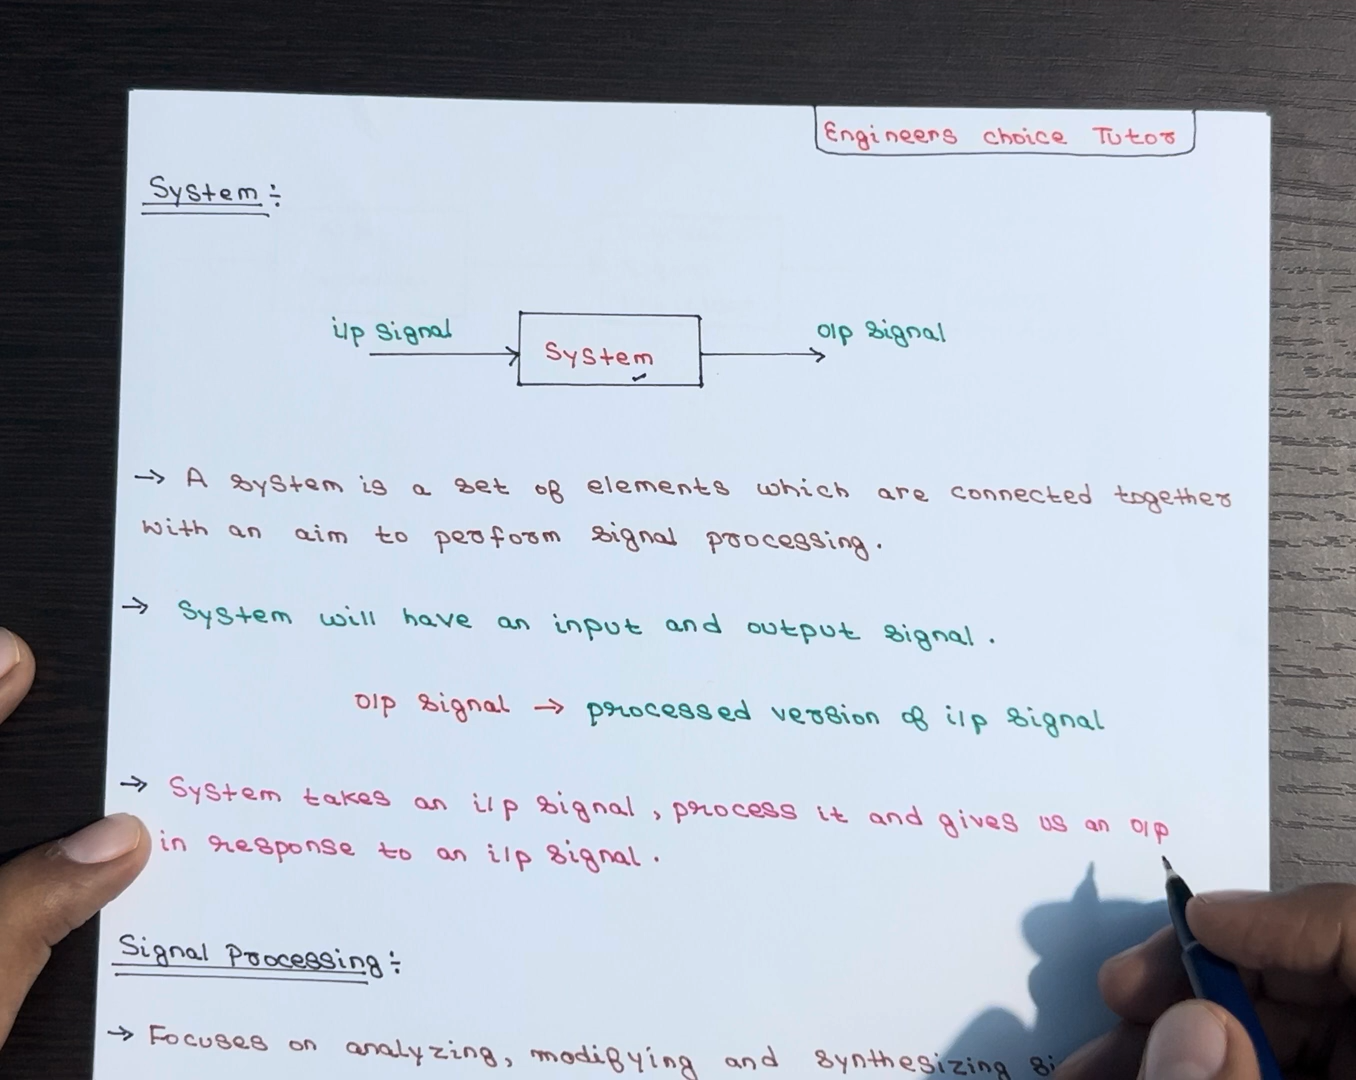 Engineers choice Tutor
System:
i/p signal
System
o/p signal
→ A system is a set of elements which are connected together
with an aim to perform signal processing.
→ System will have an input and output signal.
o/p signal → processed version of i/p signal
→ System takes an i/p signal, process it and gives us an o/p
in response to an i/p signal.
Signal Processing:
→ Focuses on analyzing, modifying and synthesizing